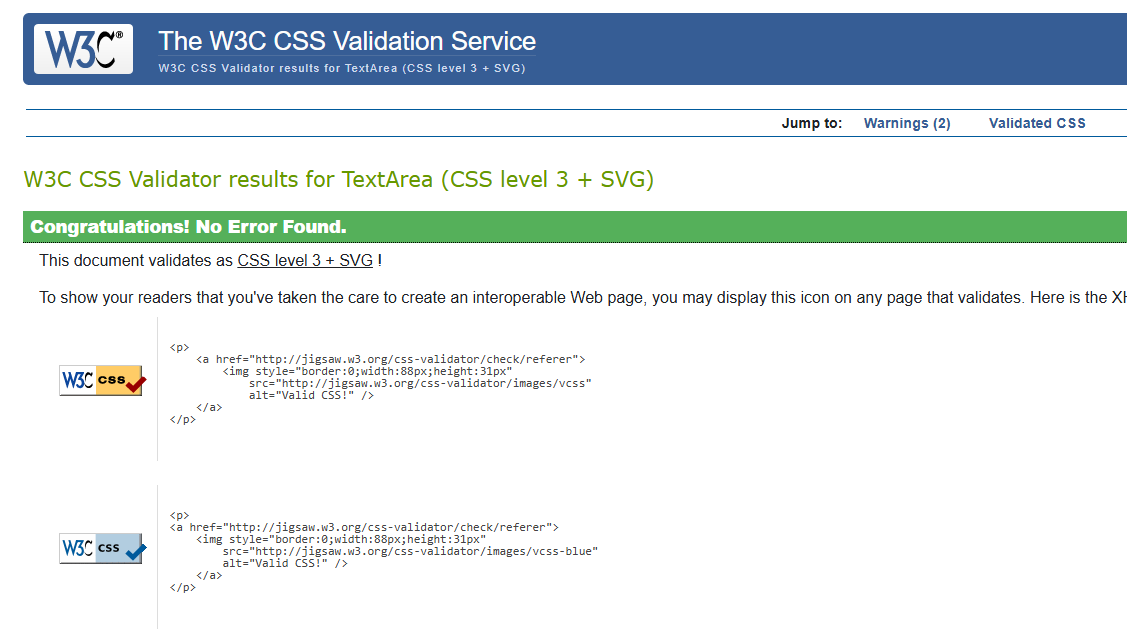 W3C® The W3C CSS Validation Service
W3C CSS Validator results for TextArea (CSS level 3 + SVG)
Jump to: Warnings (2) Validated CSS
W3C CSS Validator results for TextArea (CSS level 3 + SVG)
Congratulations! No Error Found.
This document validates as CSS level 3 + SVG !
To show your readers that you've taken the care to create an interoperable Web page, you may display this icon on any page that validates. Here is the XH
W3C css
<p>
<a href="http://jigsaw.w3.org/css-validator/check/referer">
<img style="border:0;width:88px;height:31px"
src="http://jigsaw.w3.org/css-validator/images/vcss"
alt="Valid CSS!" />
</a>
</p>
W3C css
<p>
<a href="http://jigsaw.w3.org/css-validator/check/referer">
<img style="border:0;width:88px;height:31px"
src="http://jigsaw.w3.org/css-validator/images/vcss-blue"
alt="Valid CSS!" />
</a>
</p>